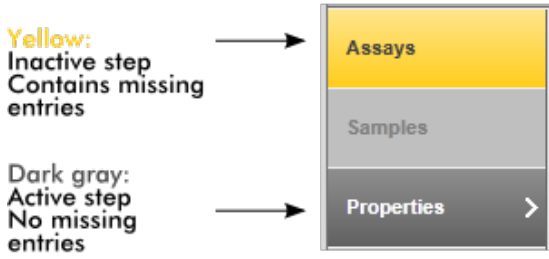 Yellow:
Inactive step
Contains missing
entries
Assays
Samples
Dark gray:
Active step
No missing
entries
Properties